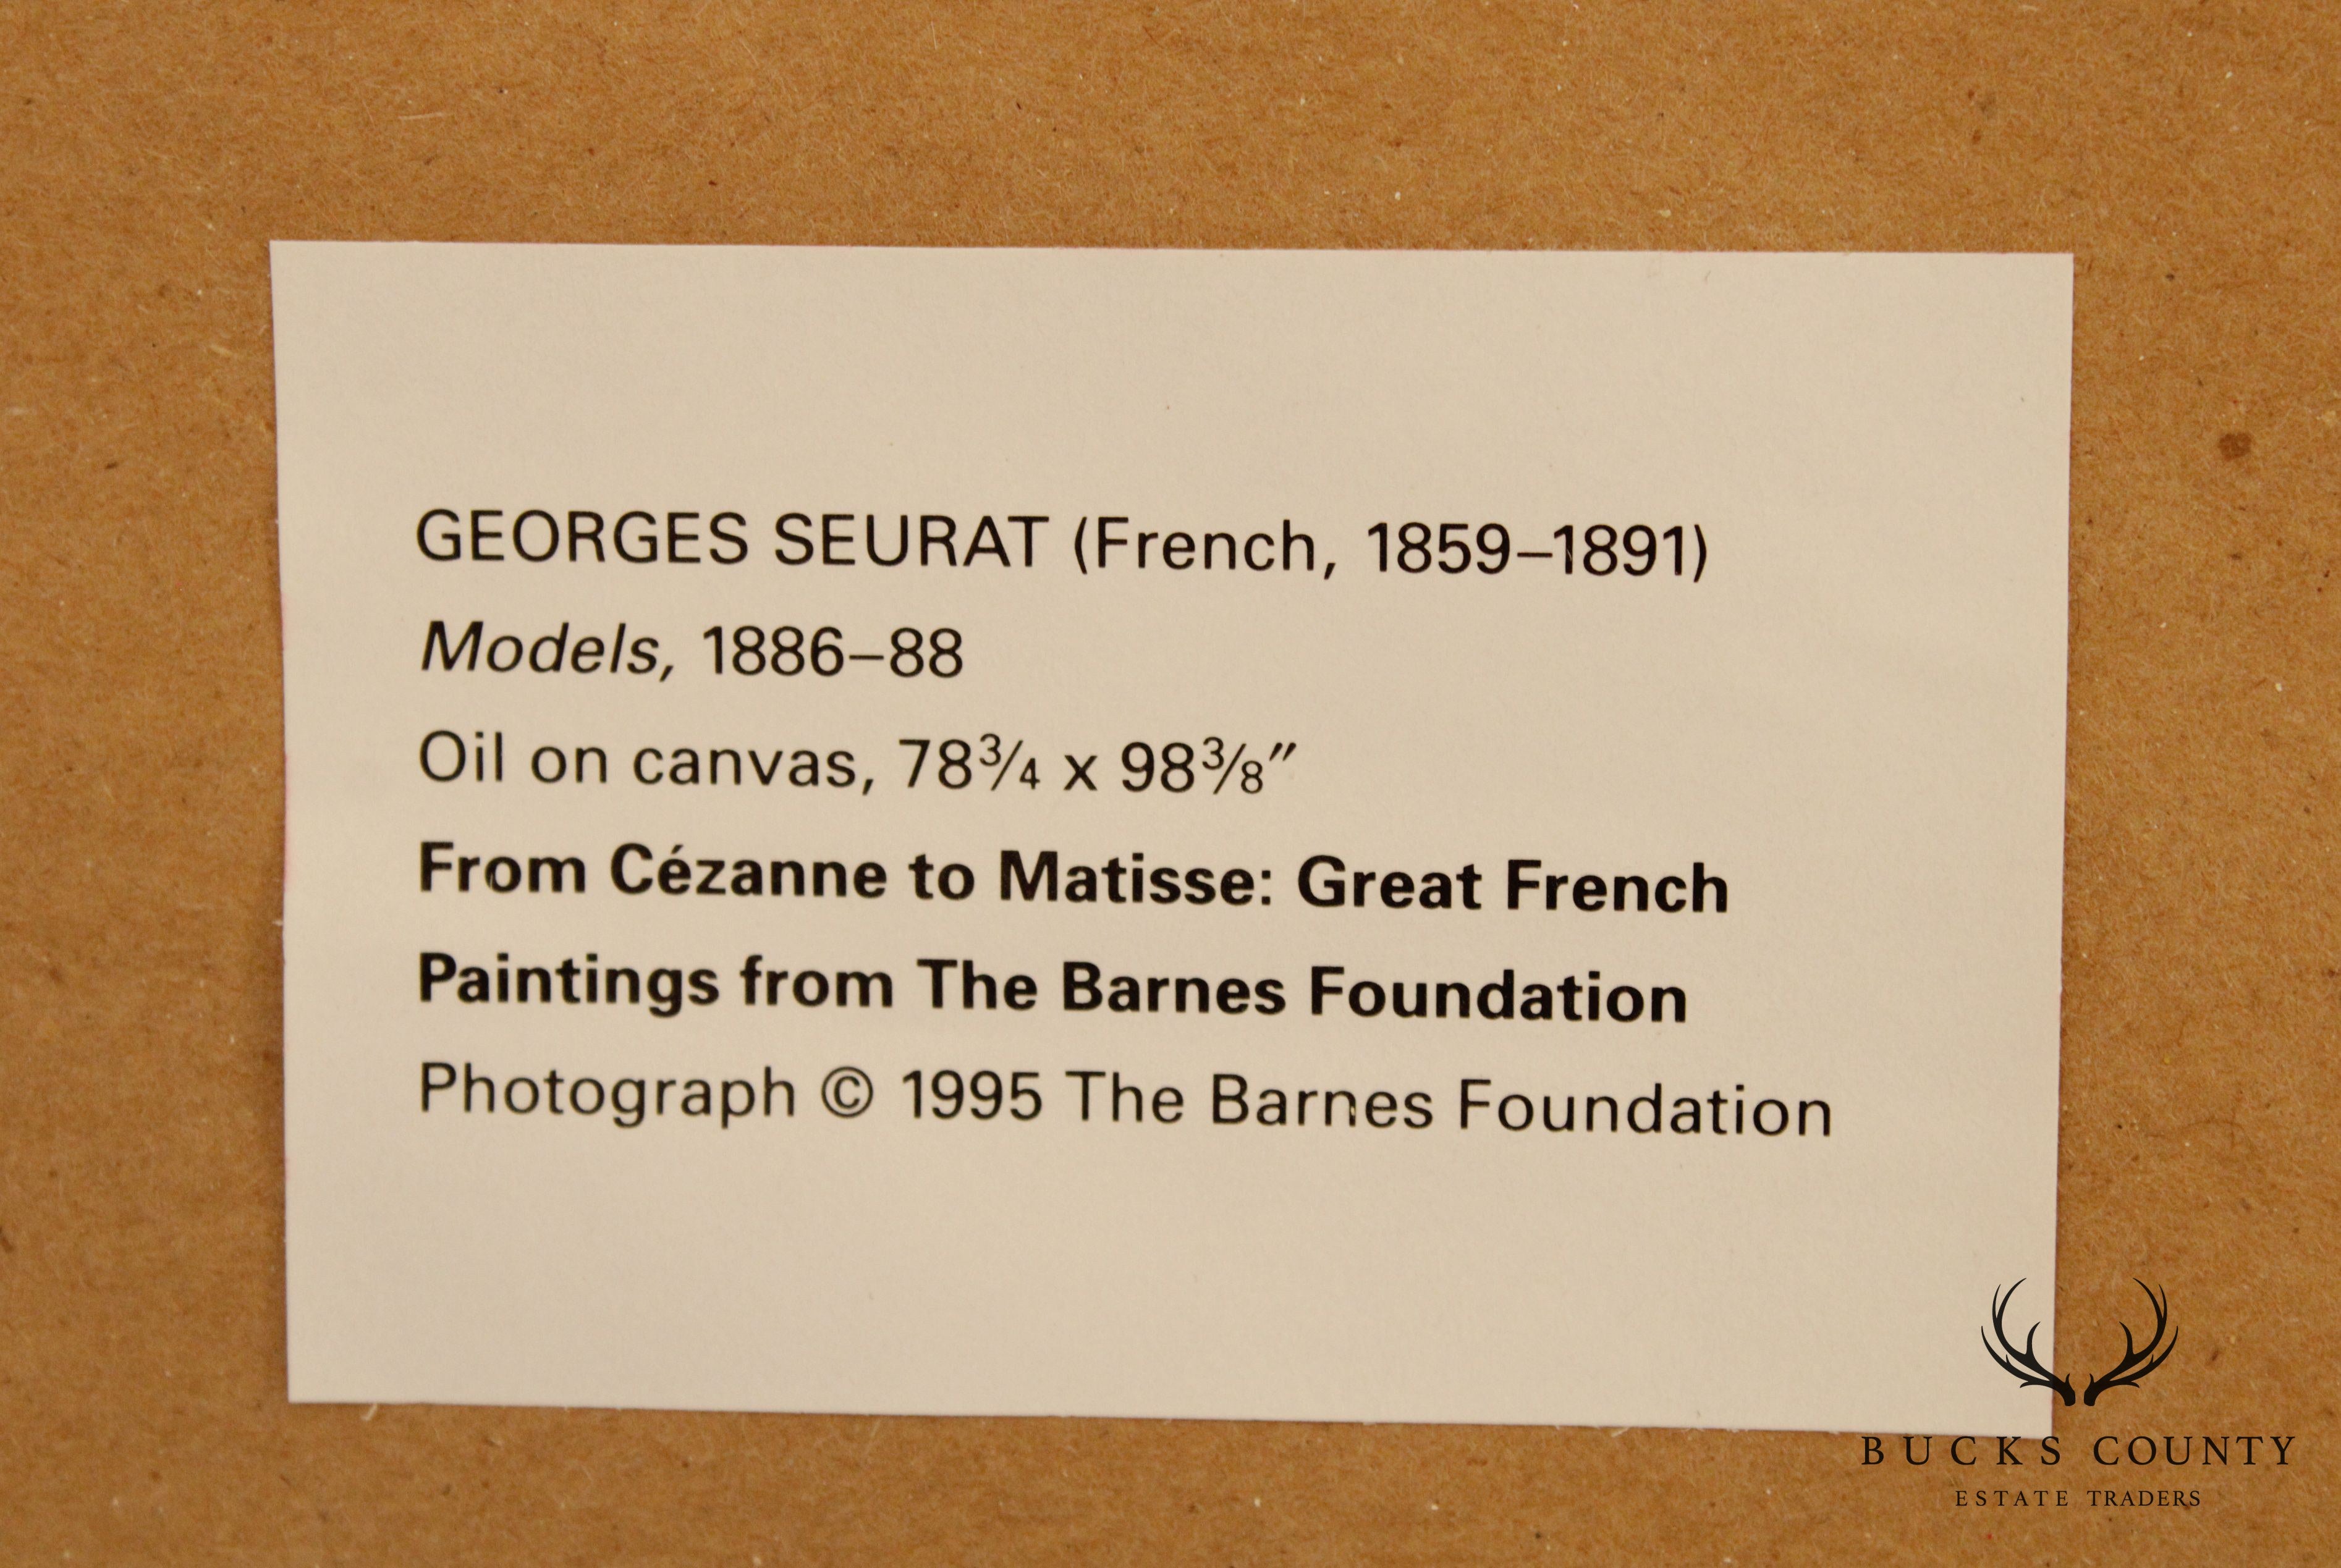 GEORGES SEURAT (French, 1859–1891)
Models, 1886–88
Oil on canvas, 78¾ x 98⅜″
From Cézanne to Matisse: Great French
Paintings from The Barnes Foundation
Photograph © 1995 The Barnes Foundation
BUCKS COUNTY
ESTATE TRADERS